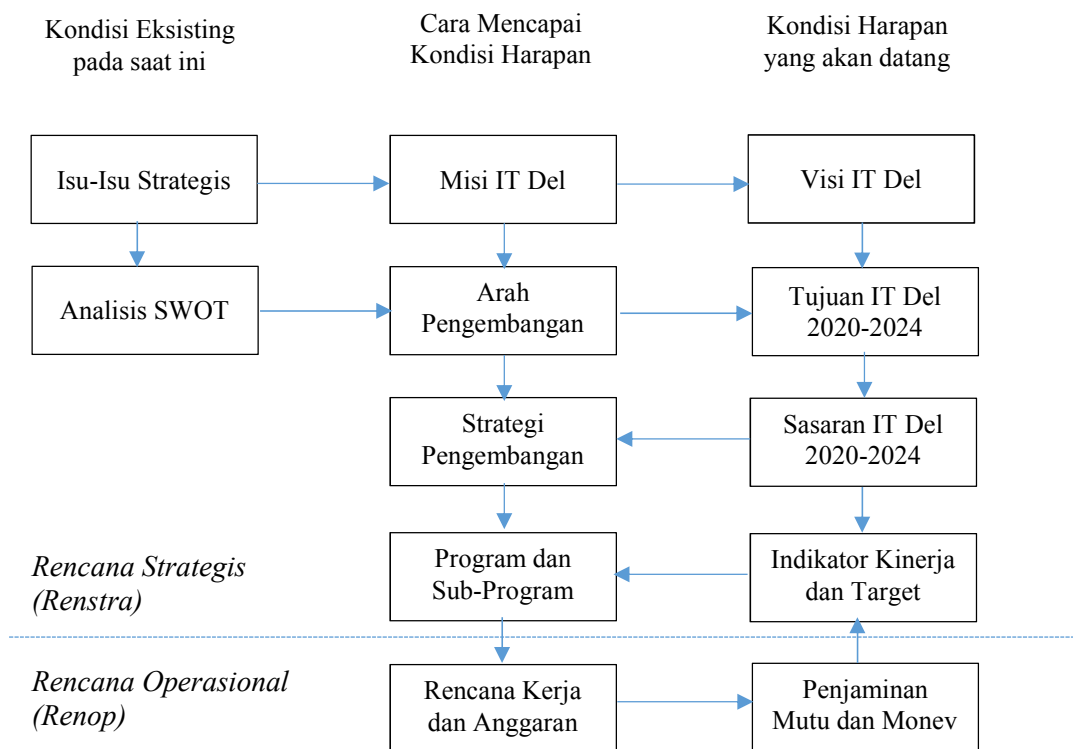 Kondisi Eksisting
pada saat ini
Cara Mencapai
Kondisi Harapan
Kondisi Harapan
yang akan datang
Isu-Isu Strategis
Misi IT Del
Visi IT Del
Analisis SWOT
Arah
Pengembangan
Tujuan IT Del
2020-2024
Strategi
Pengembangan
Sasaran IT Del
2020-2024
Rencana Strategis
(Renstra)
Program dan
Sub-Program
Indikator Kinerja
dan Target
Rencana Operasional
(Renop)
Rencana Kerja
dan Anggaran
Penjaminan
Mutu dan Monev